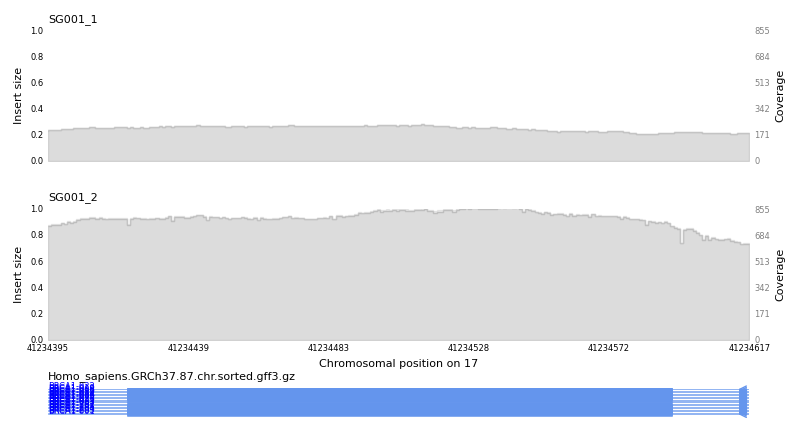 SG001_1
1.0
0.8
0.6
0.4
0.2
0.0
Insert size
855
684
513
342
171
0
Coverage
SG001_2
1.0
0.8
0.6
0.4
0.2
0.0
Insert size
855
684
513
342
171
0
Coverage
41234395 41234439 41234483 41234528 41234572 41234617
Chromosomal position on 17
Homo_sapiens.GRCh37.87.chr.sorted.gff3.gz